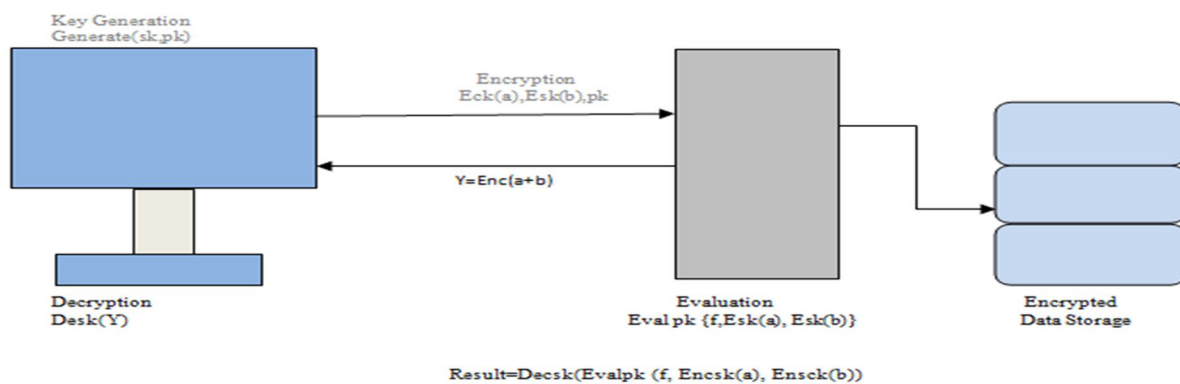 Key Generation
Generate(sk,pk)
Encryption
Eck(a),Esk(b),pk
Y=Enc(a+b)
Decryption
Desk(Y)
Evaluation
Eval pk {f,Esk(a), Esk(b)}
Encrypted
Data Storage
Result=Decsk(Evalpk (f, Encsk(a), Ensck(b))